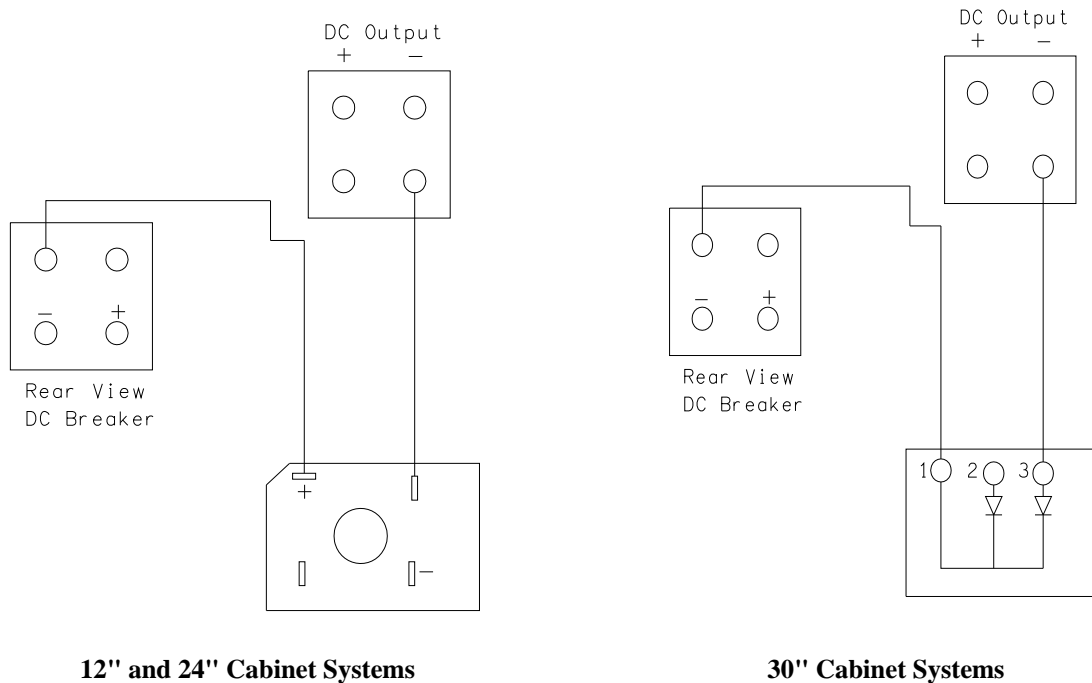 DC Output
+ −
− +
Rear View
DC Breaker
+
−
12" and 24" Cabinet Systems
DC Output
+ −
− +
Rear View
DC Breaker
1 2 3
30" Cabinet Systems